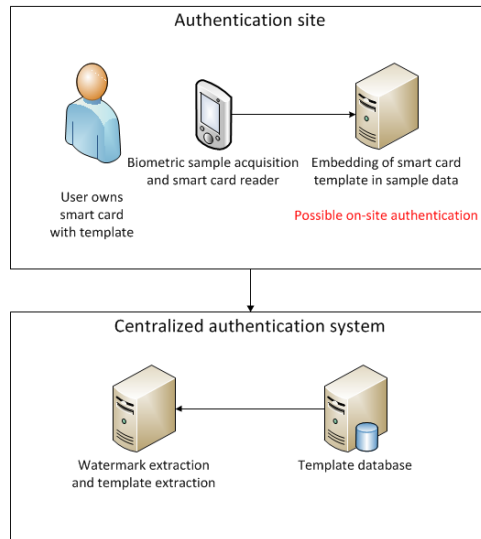 Authentication site
User owns
smart card
with template
Biometric sample acquisition
and smart card reader
Embedding of smart card
template in sample data
Possible on-site authentication
Centralized authentication system
Watermark extraction
and template extraction
Template database